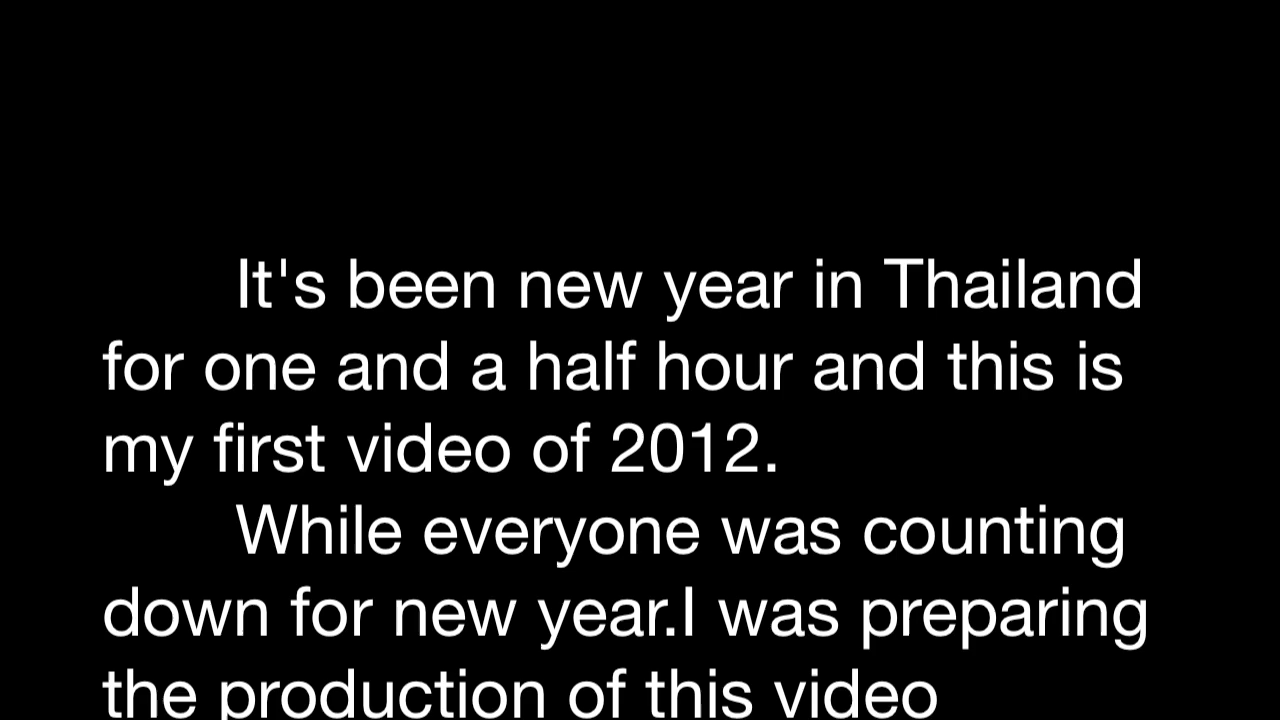 It's been new year in Thailand
for one and a half hour and this is
my first video of 2012.
While everyone was counting
down for new year.I was preparing
the production of this video